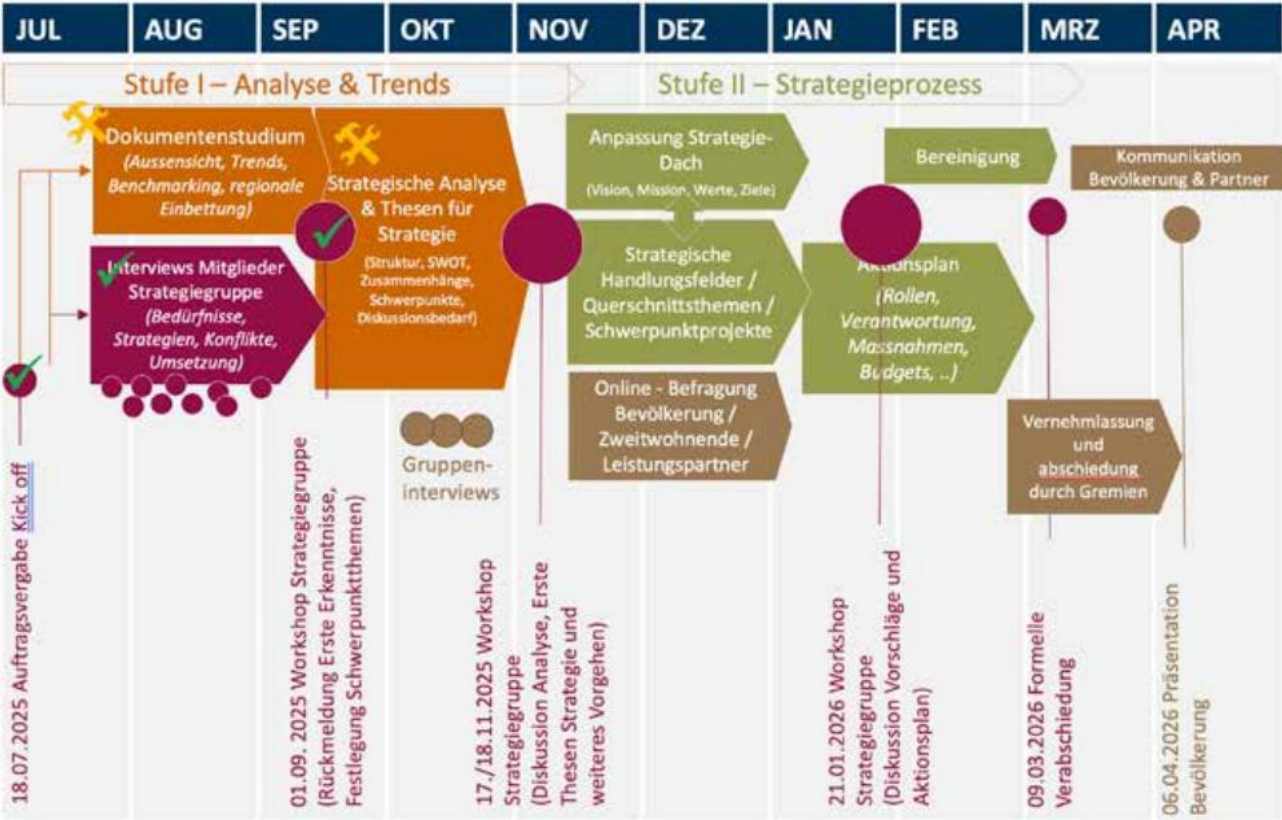 JUL
AUG
SEP
OKT
NOV
DEZ
JAN
FEB
MRZ
APR
Stufe I – Analyse & Trends
Stufe II – Strategieprozess
Dokumentenstudium
(Aussensicht, Trends,
Benchmarking, regionale
Einbettung)
Interviews Mitglieder
Strategiegruppe
(Bedürfnisse,
Strategien, Konflikte,
Umsetzung)
Strategische Analyse
& Thesen für
Strategie
(Struktur, SWOT,
Zusammenhänge,
Schwerpunkte,
Diskussionsbedarf)
Gruppen-
interviews
Anpassung Strategie-
Dach
(Vision, Mission, Werte, Ziele)
Strategische
Handlungsfelder /
Querschnittsthemen /
Schwerpunktprojekte
Online - Befragung
Bevölkerung /
Zweitwohnende /
Leistungspartner
Bereinigung
Aktionsplan
(Rollen,
Verantwortung,
Massnahmen,
Budgets, ..)
Kommunikation
Bevölkerung & Partner
Vernehmlassung
und
abschiedung
durch Gremien
18.07.2025 Auftragsvergabe Kick off
01.09. 2025 Workshop Strategiegruppe
(Rückmeldung Erste Erkenntnisse,
Festlegung Schwerpunktthemen)
17./18.11.2025 Workshop
Strategiegruppe
(Diskussion Analyse, Erste
Thesen Strategie und
weiteres Vorgehen)
21.01.2026 Workshop
Strategiegruppe
(Diskussion Vorschläge und
Aktionsplan)
09.03.2026 Formelle
Verabschiedung
06.04.2026 Präsentation
Bevölkerung